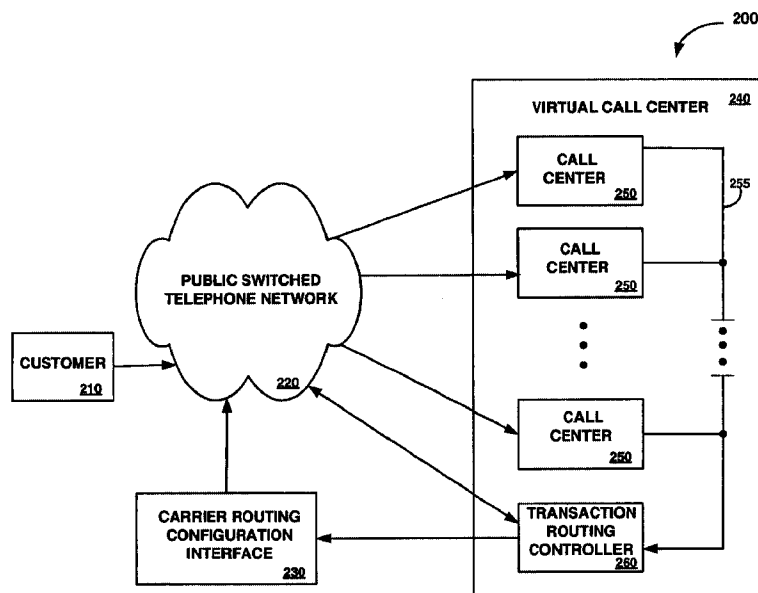 200
VIRTUAL CALL CENTER 240
CALL
CENTER
250
255
CALL
CENTER
250
PUBLIC SWITCHED
TELEPHONE NETWORK
220
CUSTOMER
210
CALL
CENTER
250
CARRIER ROUTING
CONFIGURATION
INTERFACE
230
TRANSACTION
ROUTING
CONTROLLER
260